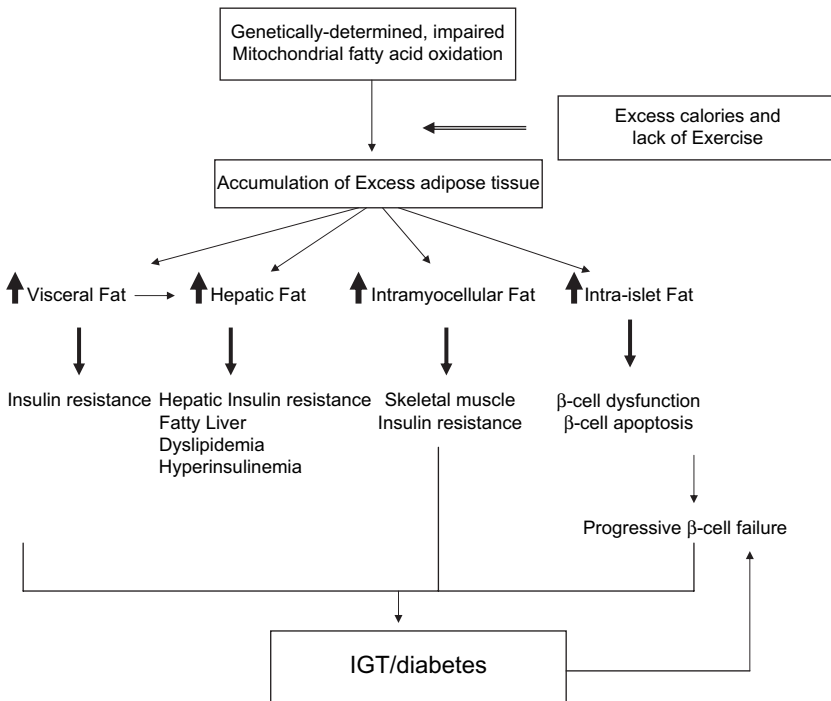 Genetically-determined, impaired
Mitochondrial fatty acid oxidation
Excess calories and
lack of Exercise
Accumulation of Excess adipose tissue
Visceral Fat
Hepatic Fat
Intramyocellular Fat
Intra-islet Fat
Insulin resistance
Hepatic Insulin resistance
Fatty Liver
Dyslipidemia
Hyperinsulinemia
Skeletal muscle
Insulin resistance
β-cell dysfunction
β-cell apoptosis
Progressive β-cell failure
IGT/diabetes